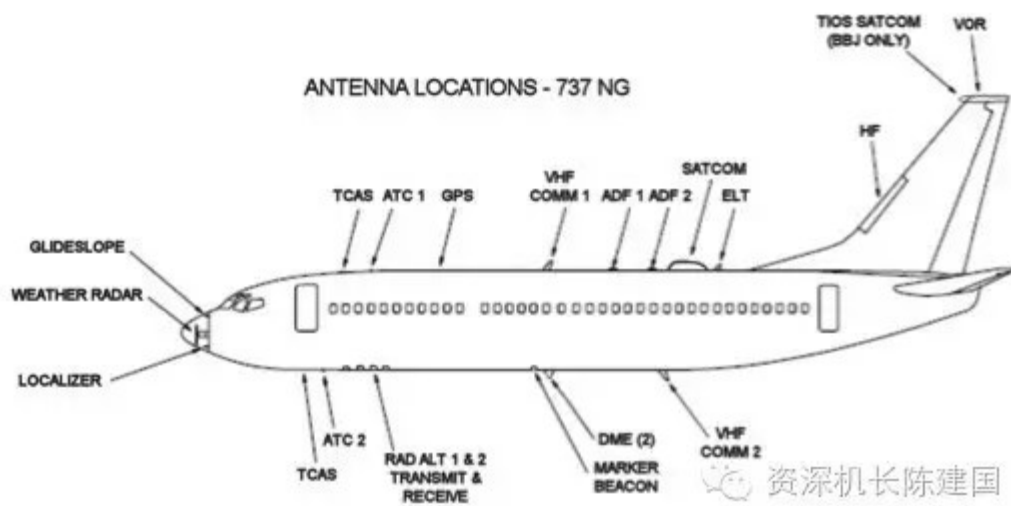 TIOS SATCOM
(BBJ ONLY)
VOR
ANTENNA LOCATIONS - 737 NG
HF
VHF
COMM 1
SATCOM
TCAS
ATC 1
GPS
ADF 1
ADF 2
ELT
GLIDESLOPE
WEATHER RADAR
LOCALIZER
ATC 2
TCAS
RAD ALT 1 & 2
TRANSMIT &
RECEIVE
DME (2)
MARKER
BEACON
VHF
COMM 2
资深机长陈建国